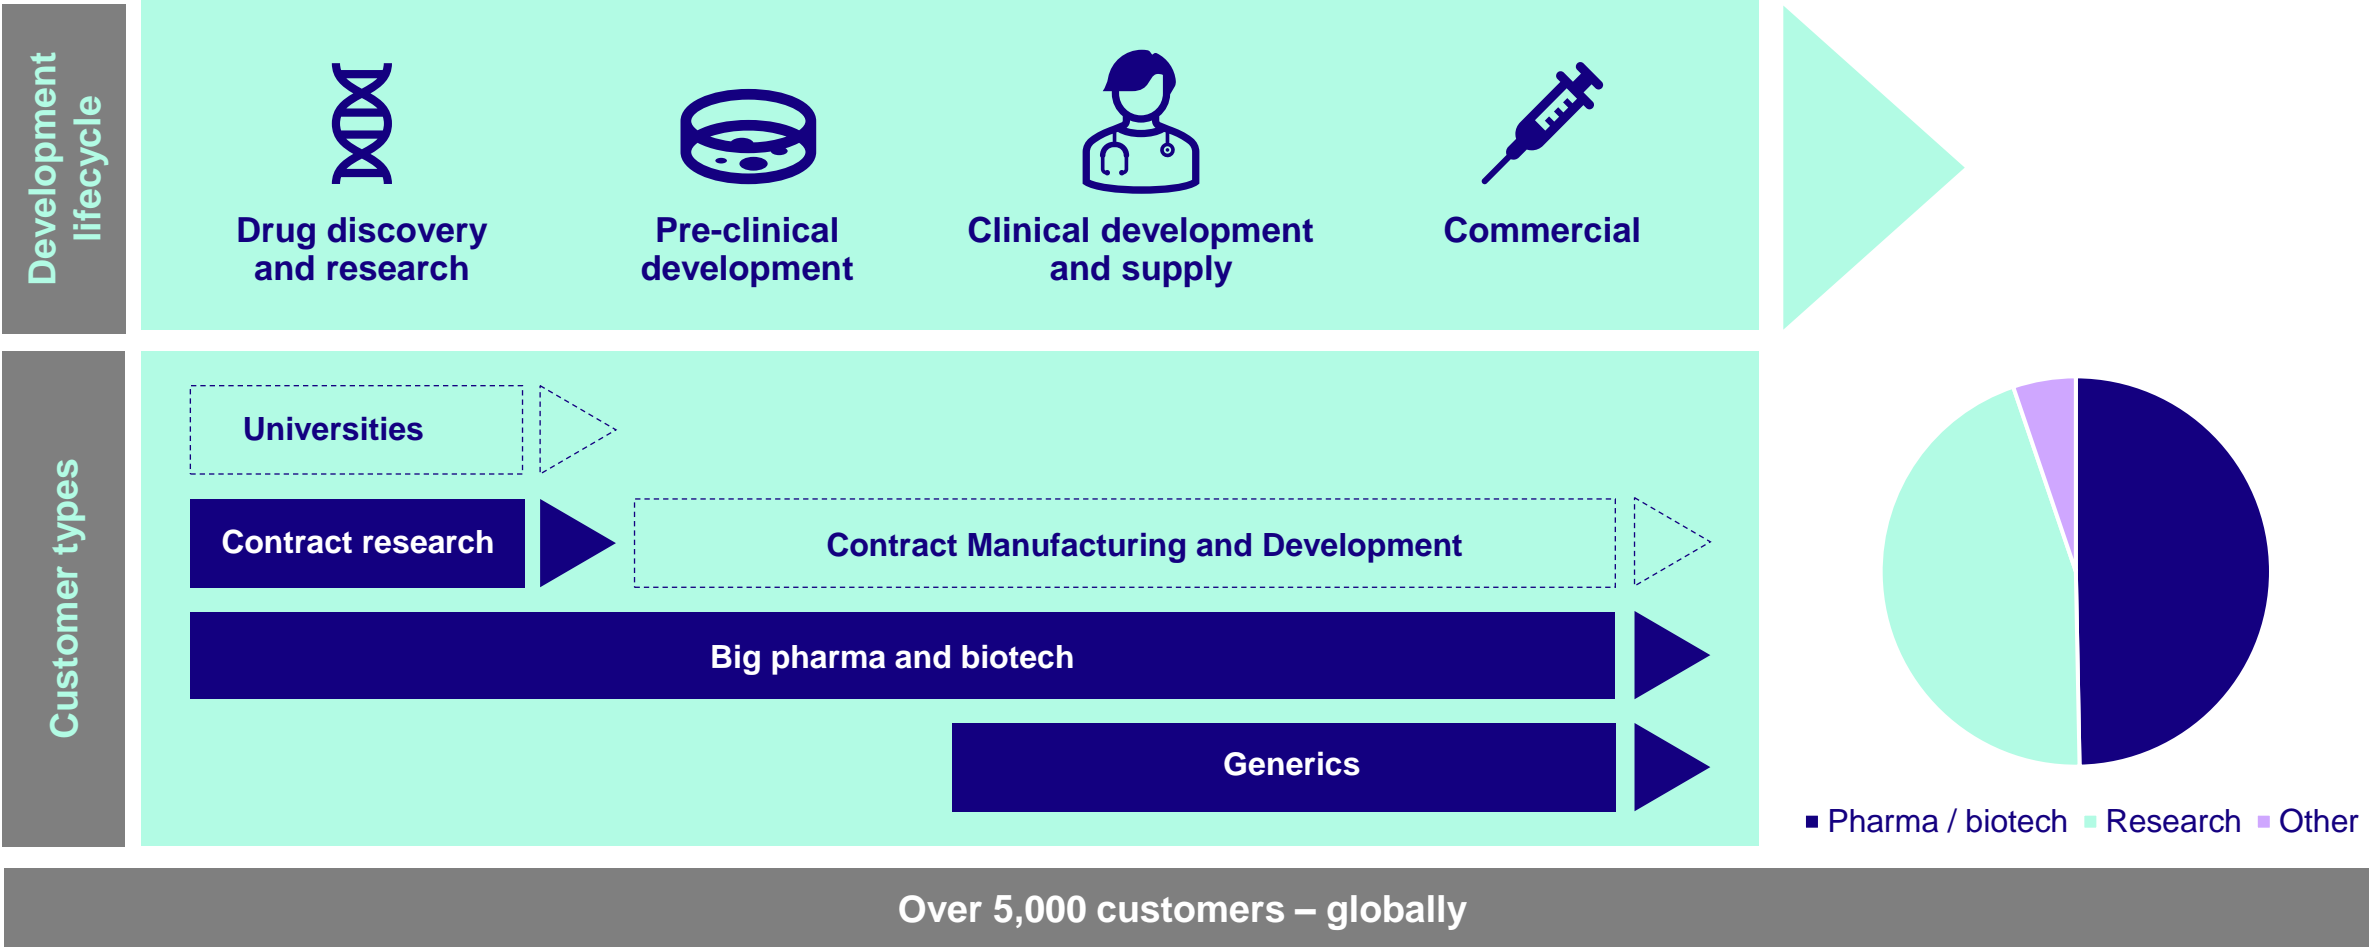 Development
lifecycle
Drug discovery
and research
Pre-clinical
development
Clinical development
and supply
Commercial
Customer types
Universities
Contract research
Contract Manufacturing and Development
Big pharma and biotech
Generics
Pharma / biotech
Research
Other
Over 5,000 customers – globally